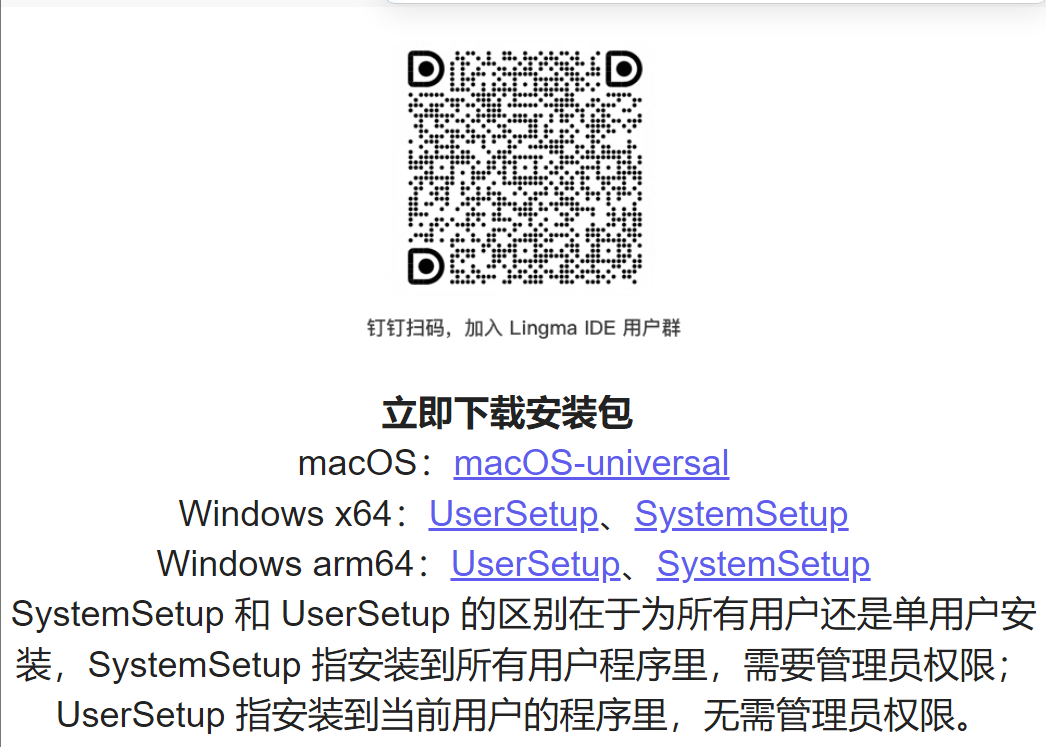 钉钉扫码，加入 Lingma IDE 用户群
立即下载安装包
macOS：macOS-universal
Windows x64：UserSetup、SystemSetup
Windows arm64：UserSetup、SystemSetup
SystemSetup 和 UserSetup 的区别在于为所有用户还是单用户安
装，SystemSetup 指安装到所有用户程序里，需要管理员权限；
UserSetup 指安装到当前用户的程序里，无需管理员权限。